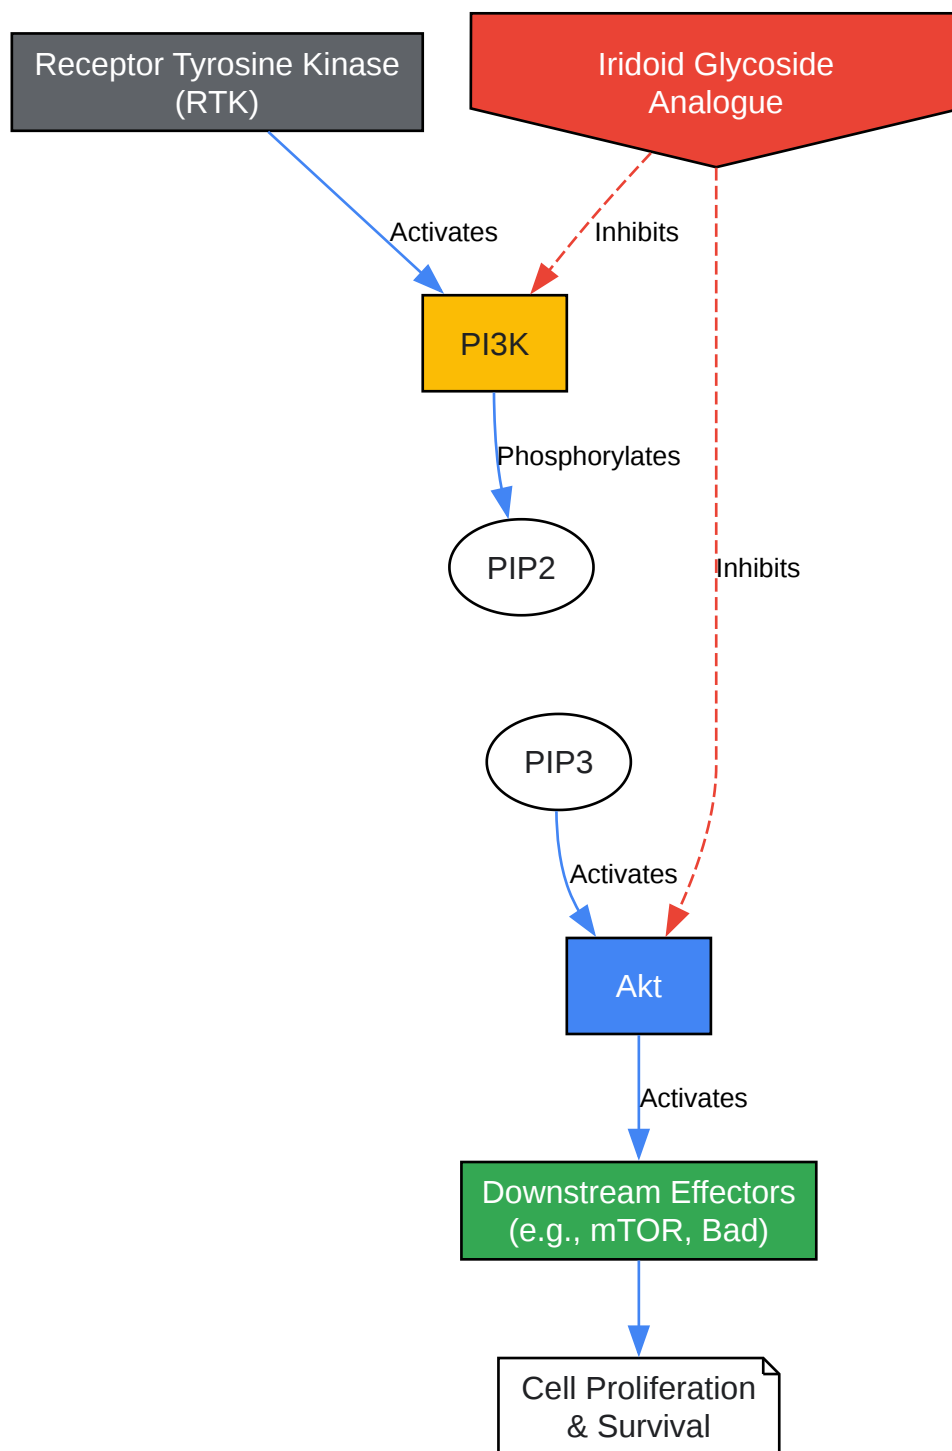 Receptor Tyrosine Kinase
(RTK)
Iridoid Glycoside
Analogue
Activates
Inhibits
PI3K
Phosphorylates
PIP2
Inhibits
PIP3
Activates
Akt
Activates
Downstream Effectors
(e.g., mTOR, Bad)
Cell Proliferation
& Survival